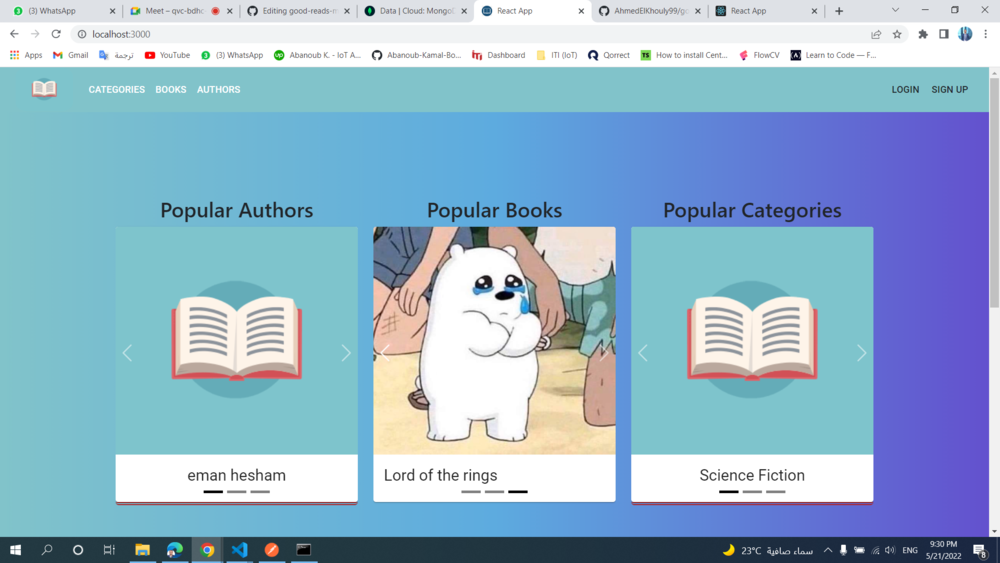 (3) WhatsApp
Meet – qvc-bdhc
Editing good-reads-m
Data | Cloud: MongoD
React App
AhmedElKhouly99/go
React App
localhost:3000
Apps
Gmail
ترجمة
YouTube
(3) WhatsApp
Abanoub K. - IoT A...
Abanoub-Kamal-Bo...
Dashboard
ITI (IoT)
Qorrect
How to install Cent...
FlowCV
Learn to Code — F...
CATEGORIES BOOKS AUTHORS
LOGIN SIGN UP
Popular Authors
Popular Books
Popular Categories
eman hesham
Lord of the rings
Science Fiction
23°C سماء صافية
ENG
9:30 PM
5/21/2022
8